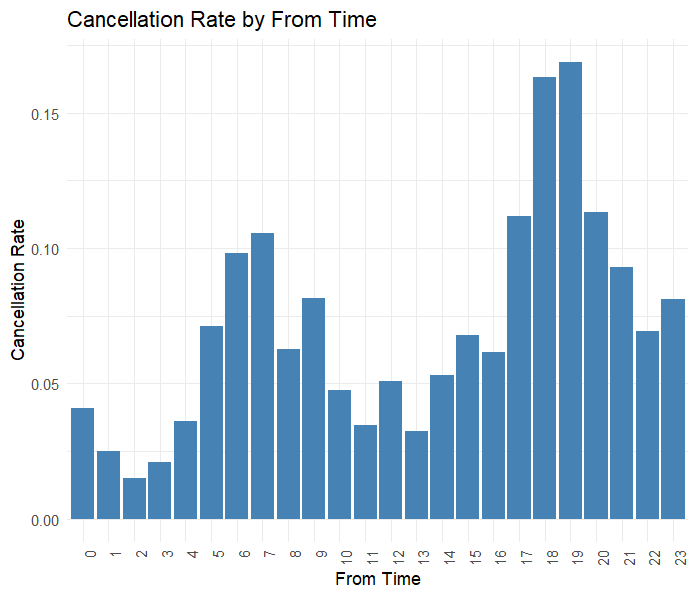 Cancellation Rate by From Time
Cancellation Rate
0.15
0.10
0.05
0.00
0 1 2 3 4 5 6 7 8 9 10 11 12 13 14 15 16 17 18 19 20 21 22 23
From Time